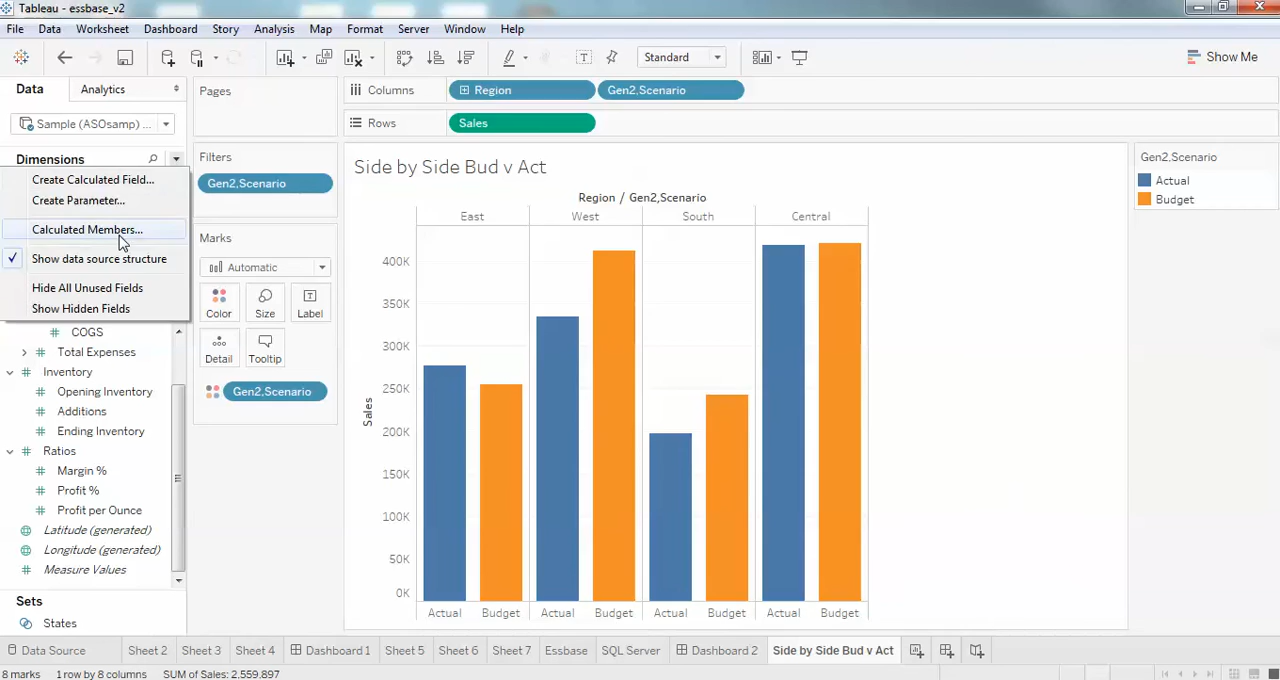 Tableau - essbase_v2
File Data Worksheet Dashboard Story Analysis Map Format Server Window Help
Standard
Show Me
Data Analytics
Sample (ASOsamp) ...
Dimensions
Create Calculated Field...
Create Parameter...
Calculated Members...
Show data source structure
Hide All Unused Fields
Show Hidden Fields
COGS
Total Expenses
Inventory
Opening Inventory
Additions
Ending Inventory
Ratios
Margin %
Profit %
Profit per Ounce
Latitude (generated)
Longitude (generated)
Measure Values
Sets
States
Pages
Filters
Gen2,Scenario
Marks
Automatic
Color Size Label
Detail Tooltip
Gen2,Scenario
Columns Region Gen2,Scenario
Rows Sales
Side by Side Bud v Act
Region / Gen2,Scenario
East West South Central
Sales
400K
350K
300K
250K
200K
150K
100K
50K
0K
Actual Budget Actual Budget Actual Budget Actual Budget
Gen2,Scenario
Actual
Budget
Data Source Sheet 2 Sheet 3 Sheet 4 Dashboard 1 Sheet 5 Sheet 6 Sheet 7 Essbase SQL Server Dashboard 2 Side by Side Bud v Act
8 marks 1 row by 8 columns SUM of Sales: 2,559,897